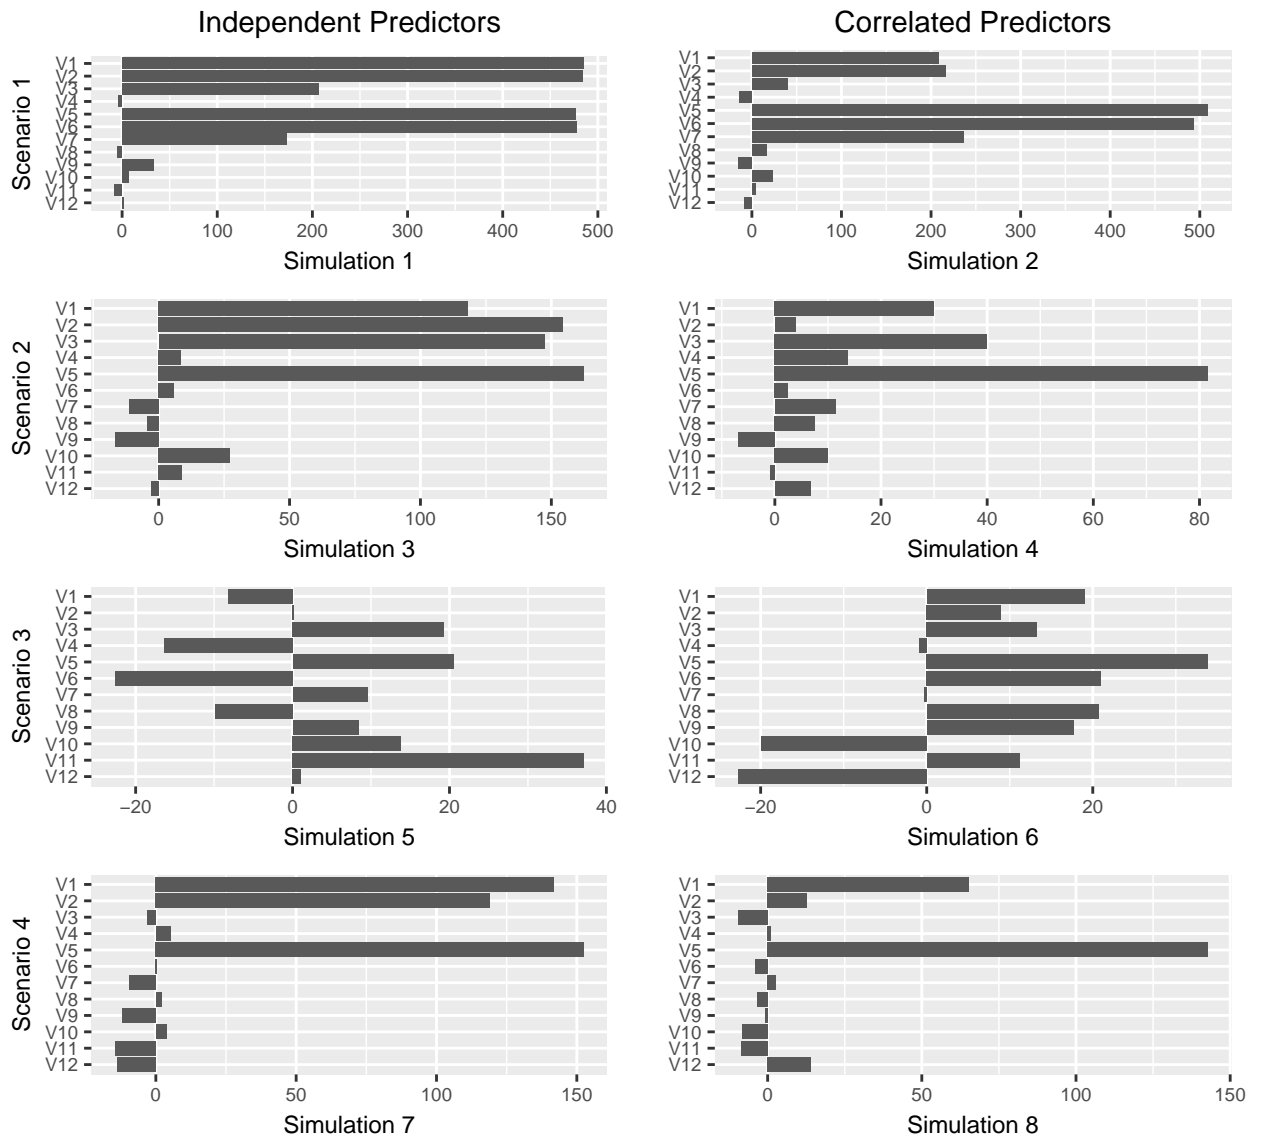 Independent Predictors
Correlated Predictors
Scenario 1
V1
V2
V3
V4
V5
V6
V7
V8
V9
V10
V11
V12
0 100 200 300 400 500
Simulation 1
V1
V2
V3
V4
V5
V6
V7
V8
V9
V10
V11
V12
0 100 200 300 400 500
Simulation 2
Scenario 2
V1
V2
V3
V4
V5
V6
V7
V8
V9
V10
V11
V12
0 50 100 150
Simulation 3
V1
V2
V3
V4
V5
V6
V7
V8
V9
V10
V11
V12
0 20 40 60 80
Simulation 4
Scenario 3
V1
V2
V3
V4
V5
V6
V7
V8
V9
V10
V11
V12
−20 0 20 40
Simulation 5
V1
V2
V3
V4
V5
V6
V7
V8
V9
V10
V11
V12
−20 0 20
Simulation 6
Scenario 4
V1
V2
V3
V4
V5
V6
V7
V8
V9
V10
V11
V12
0 50 100 150
Simulation 7
V1
V2
V3
V4
V5
V6
V7
V8
V9
V10
V11
V12
0 50 100 150
Simulation 8